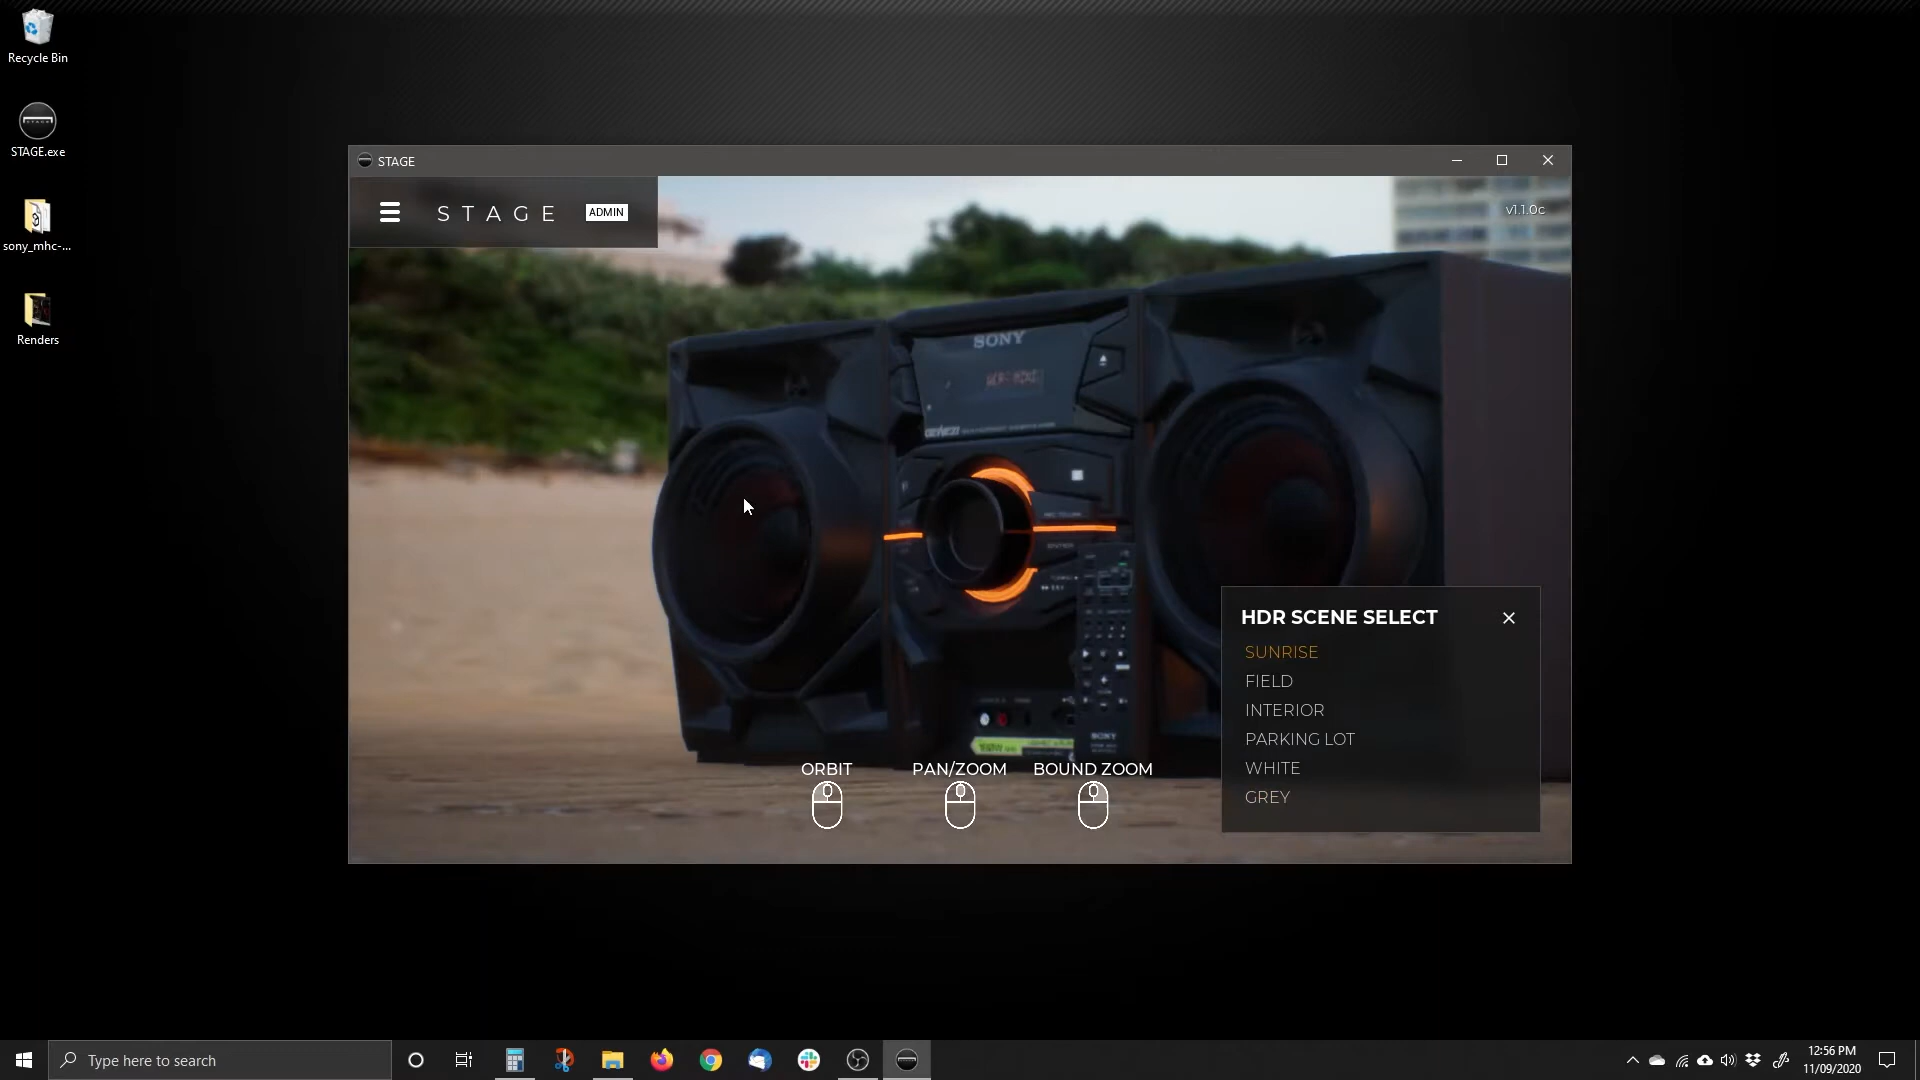 Recycle Bin
STAGE.exe
sony_mhc-...
Renders
STAGE
STAGE
ADMIN
v1.1.0c
SONY
SONY
HDR SCENE SELECT
SUNRISE
FIELD
INTERIOR
PARKING LOT
WHITE
GREY
ORBIT
PAN/ZOOM
BOUND ZOOM
Type here to search
12:56 PM
11/09/2020